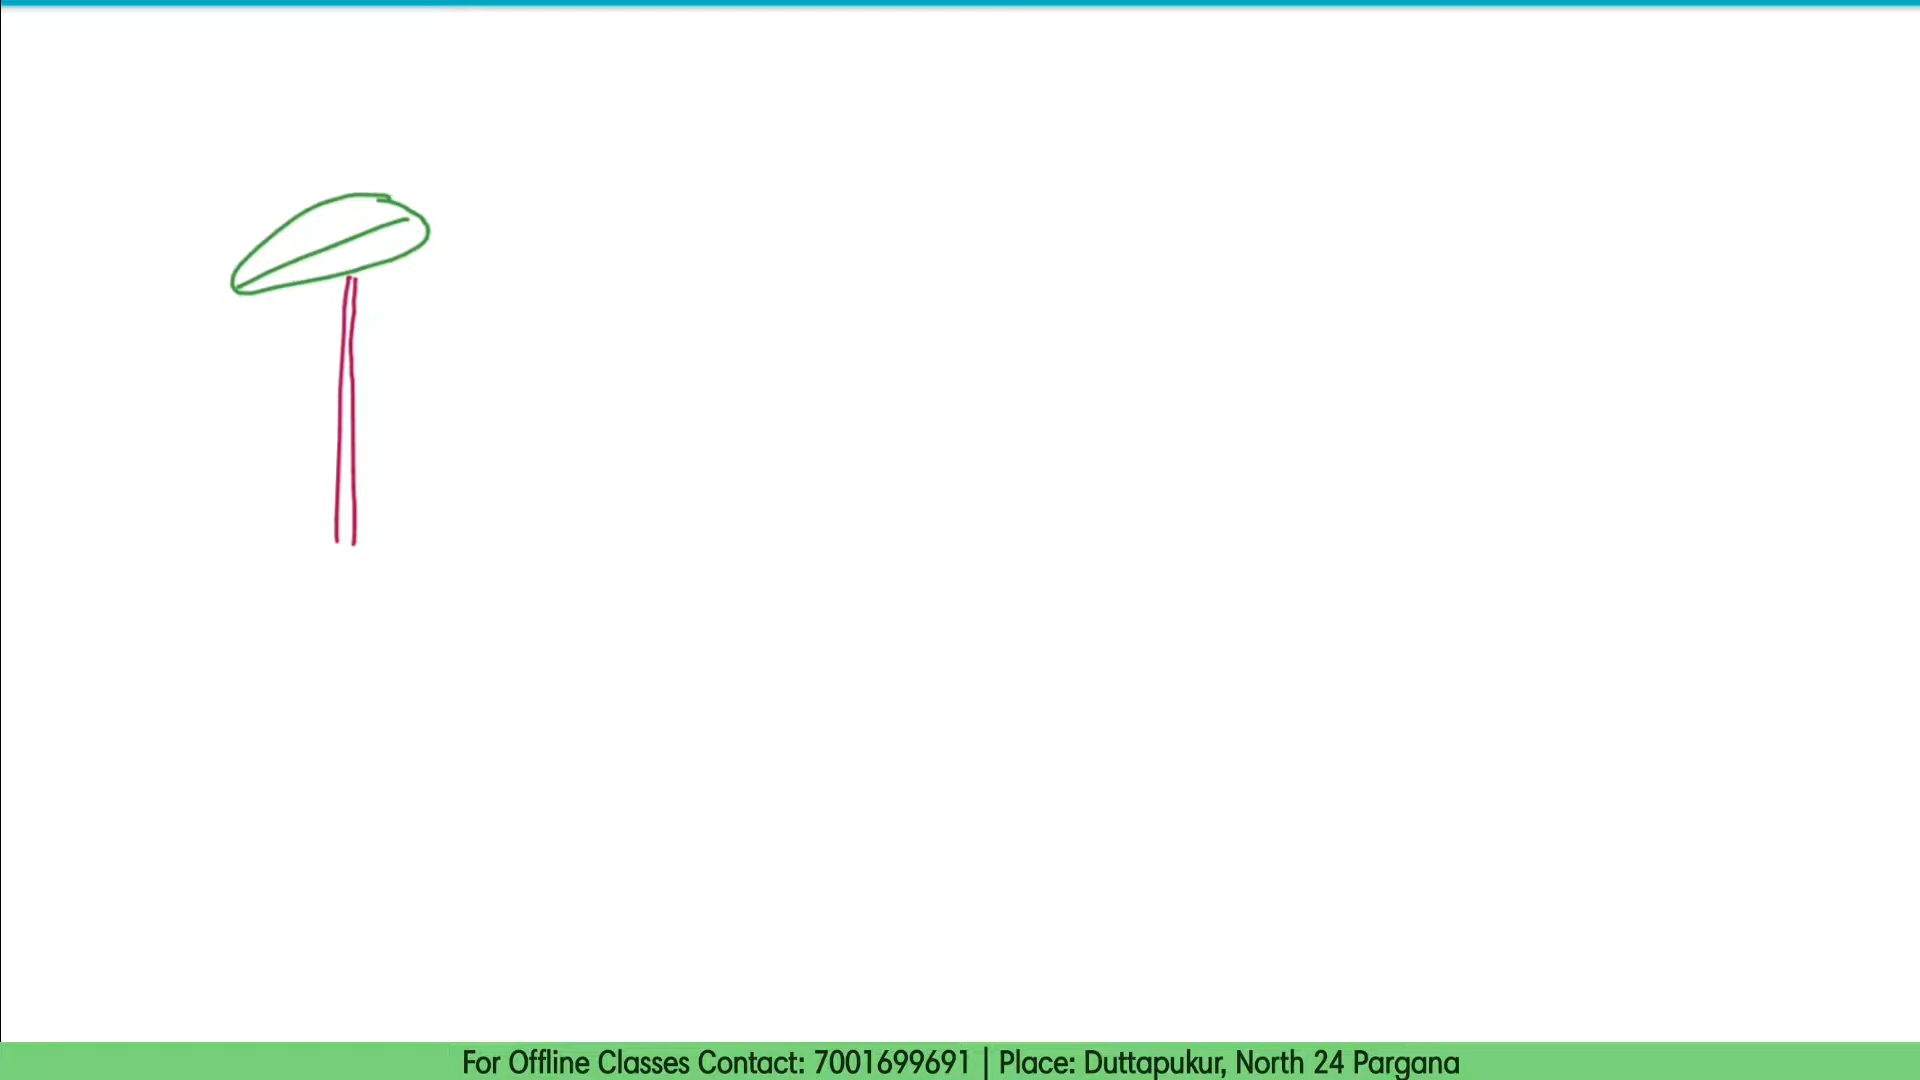 For Offline Classes Contact: 7001699691 | Place: Duttapukur, North 24 Pargana